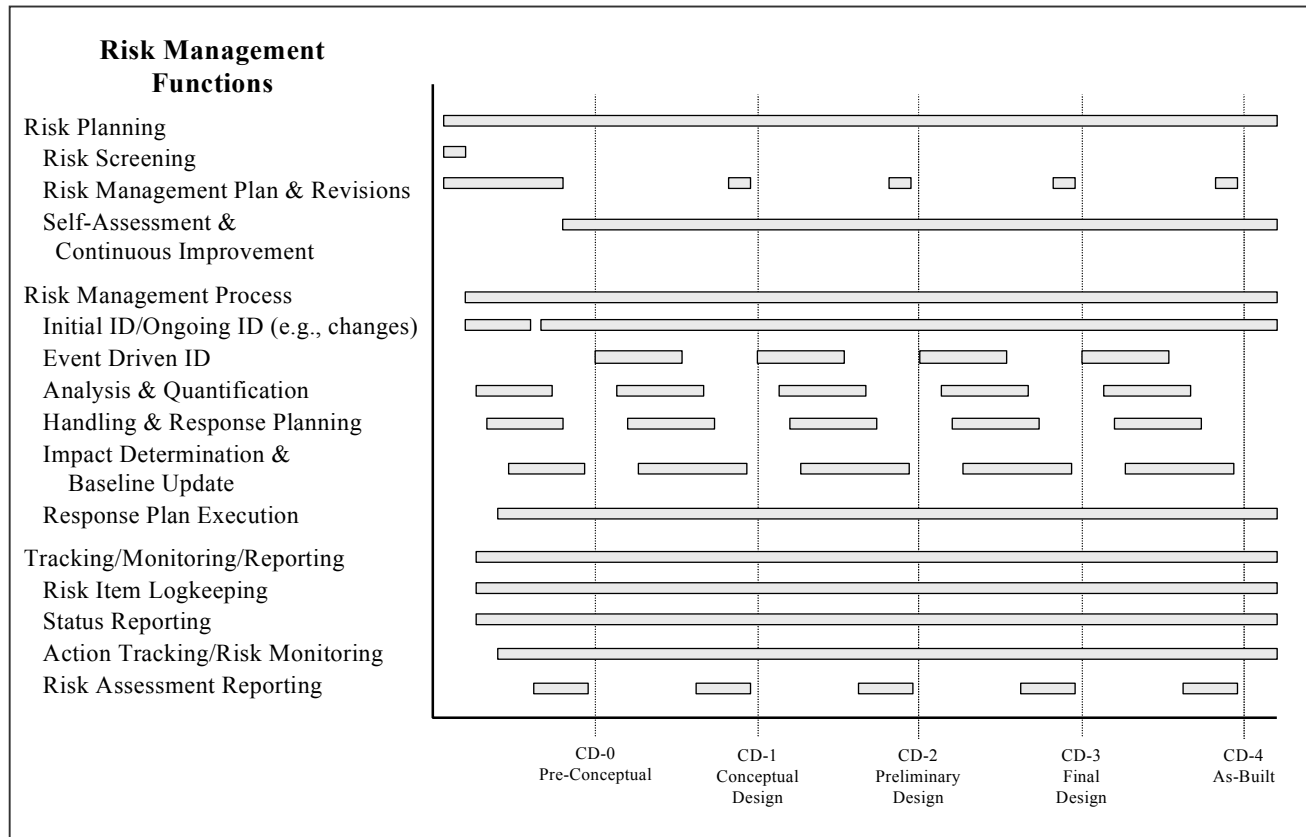 Risk Management
Functions
Risk Planning
Risk Screening
Risk Management Plan & Revisions
Self-Assessment &
Continuous Improvement
Risk Management Process
Initial ID/Ongoing ID (e.g., changes)
Event Driven ID
Analysis & Quantification
Handling & Response Planning
Impact Determination &
Baseline Update
Response Plan Execution
Tracking/Monitoring/Reporting
Risk Item Logkeeping
Status Reporting
Action Tracking/Risk Monitoring
Risk Assessment Reporting
CD-0
Pre-Conceptual
CD-1
Conceptual
Design
CD-2
Preliminary
Design
CD-3
Final
Design
CD-4
As-Built